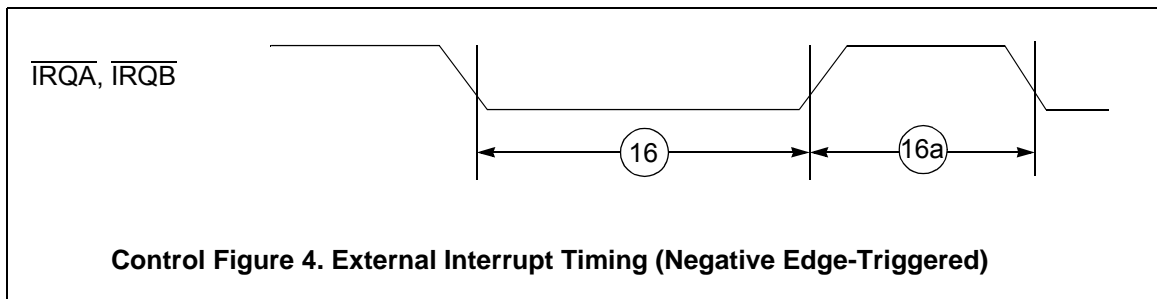 IRQA, IRQB
16
16a
Control Figure 4. External Interrupt Timing (Negative Edge-Triggered)